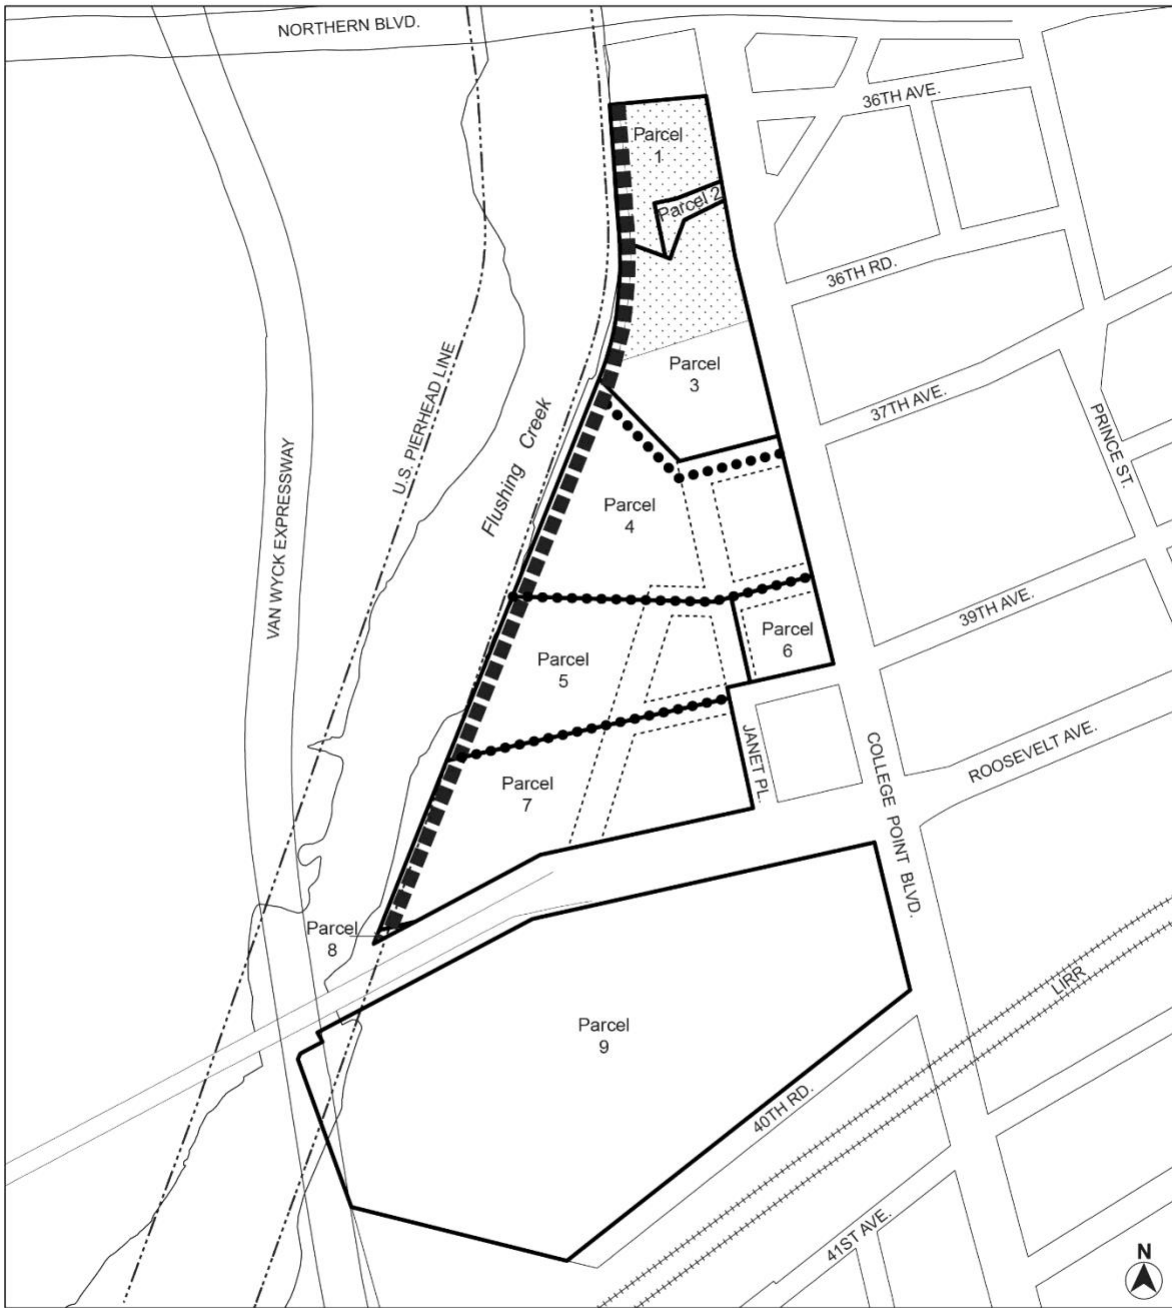 NORTHERN BLVD.
36TH AVE.
Parcel
1
Parcel 2
36TH RD.
U.S. PIERHEAD LINE
Parcel
3
37TH AVE.
PRINCE ST.
Flushing Creek
VAN WYCK EXPRESSWAY
Parcel
4
39TH AVE.
Parcel
5
Parcel
6
JANET PL.
COLLEGE POINT BLVD.
ROOSEVELT AVE.
Parcel
7
Parcel
8
LIRR
Parcel
9
40TH RD.
41ST AVE.
N